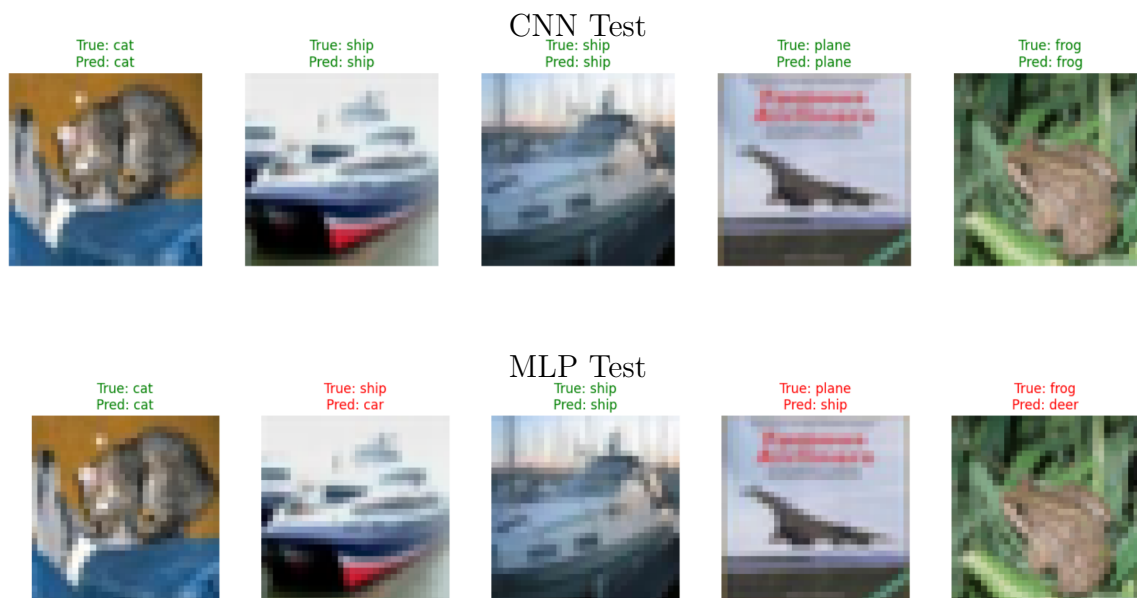 CNN Test
True: cat
Pred: cat
True: ship
Pred: ship
True: ship
Pred: ship
True: plane
Pred: plane
True: frog
Pred: frog
MLP Test
True: cat
Pred: cat
True: ship
Pred: car
True: ship
Pred: ship
True: plane
Pred: ship
True: frog
Pred: deer